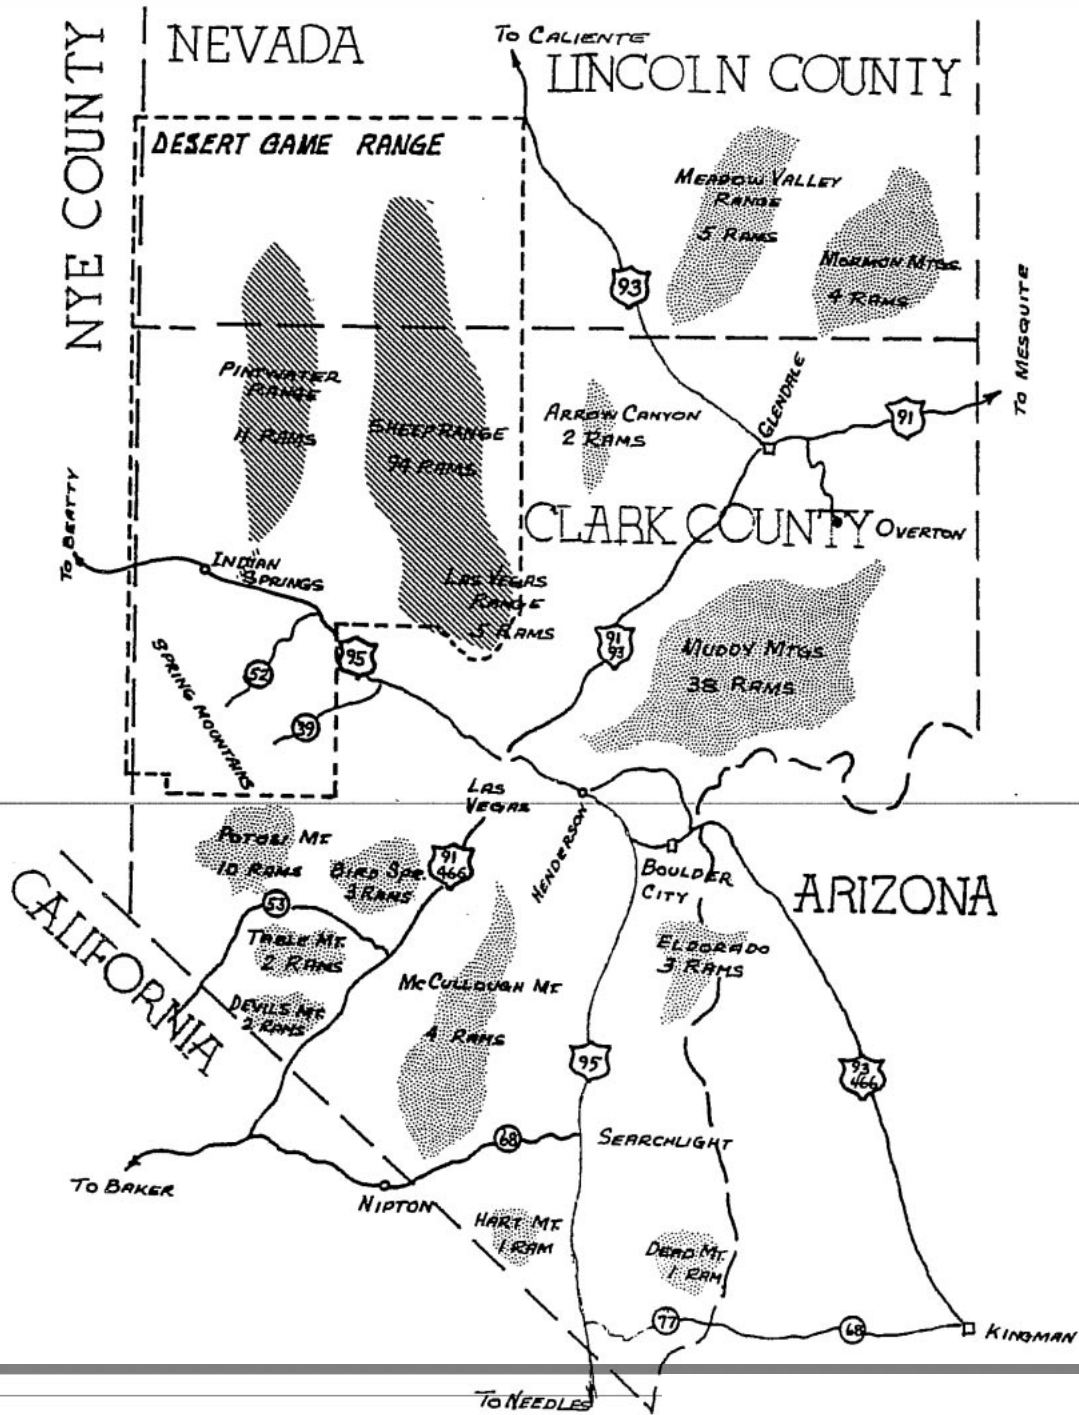 NEVADA
NYE COUNTY
To CALIENTE
LINCOLN COUNTY
DESERT GAME RANGE
MEADOW VALLEY
RANGE
5 RAMS
MORMON MTGS.
4 RAMS
93
TO MESQUITE
PINTWATER
RANGE
11 RAMS
SHEEP RANGE
94 RAMS
ARROW CANYON
2 RAMS
GLENDALE
91
CLARK COUNTY
OVERTON
TO BEATTY
INDIAN
SPRINGS
LAS VEGAS
RANGE
5 RAMS
91
93
MUDDY MTGS
38 RAMS
95
52
39
SPRING MOUNTAINS
LAS
VEGAS
HENDERSON
BOULDER
CITY
ARIZONA
POTOSI MT.
10 RAMS
BIRD SPR.
3 RAMS
91
466
53
TABLE MT.
2 RAMS
DEVILS MT.
2 RAMS
CALIFORNIA
MCCULLOUGH MT
4 RAMS
ELDORADO
3 RAMS
95
93
466
68
SEARCHLIGHT
TO BAKER
NIPTON
HART MT.
1 RAM
DEAD MT.
1 RAM
77
68
KINGMAN
TO NEEDLES